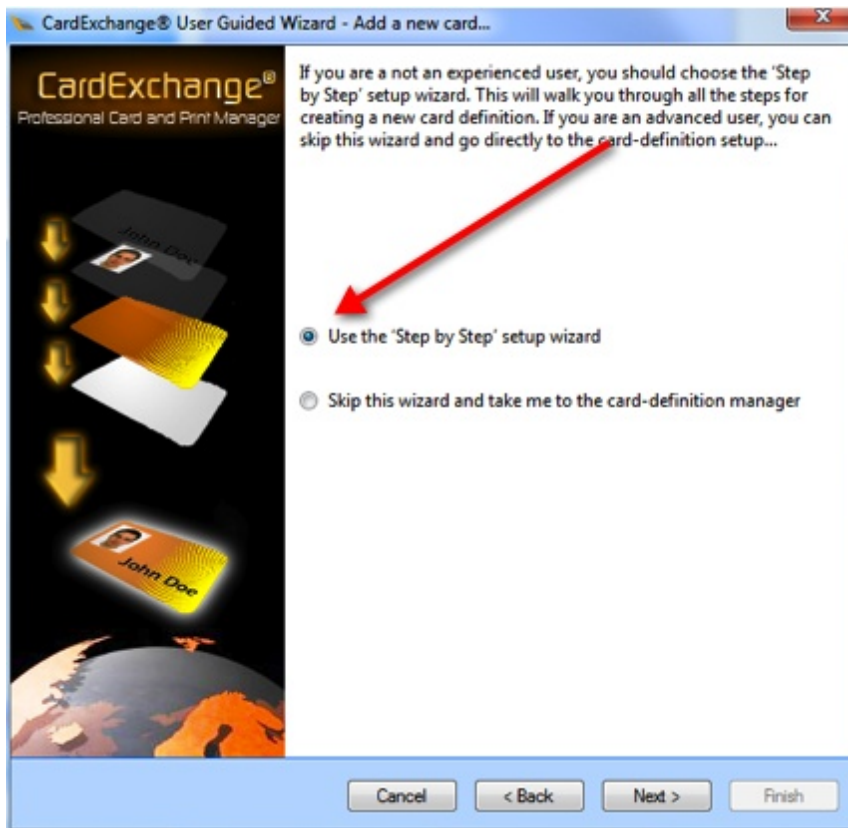 CardExchange® User Guided Wizard - Add a new card...
CardExchange®
Professional Card and Print Manager
If you are a not an experienced user, you should choose the 'Step
by Step' setup wizard. This will walk you through all the steps for
creating a new card definition. If you are an advanced user, you can
skip this wizard and go directly to the card-definition setup...
John Doe
Use the 'Step by Step' setup wizard
Skip this wizard and take me to the card-definition manager
John Doe
Cancel
< Back
Next >
Finish